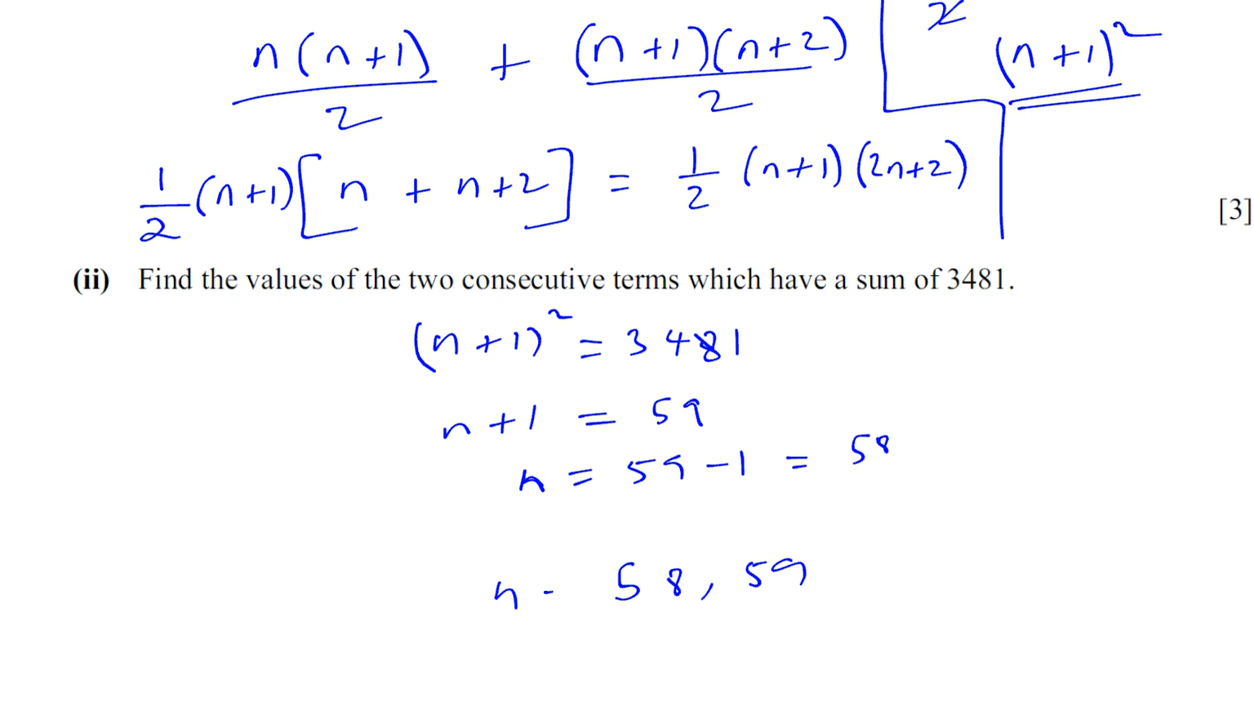 n(n+1)/2 + (n+1)(n+2)/2
2
(n+1)²
1/2 (n+1)[n + n+2] = 1/2 (n+1)(2n+2)
[3]
(ii) Find the values of the two consecutive terms which have a sum of 3481.
(n+1)² = 3481
n+1 = 59
n = 59-1 = 58
n - 58, 59